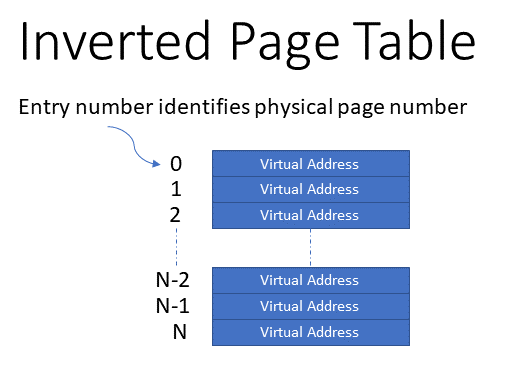 Inverted Page Table
Entry number identifies physical page number
0 Virtual Address
1 Virtual Address
2 Virtual Address
N-2 Virtual Address
N-1 Virtual Address
N Virtual Address